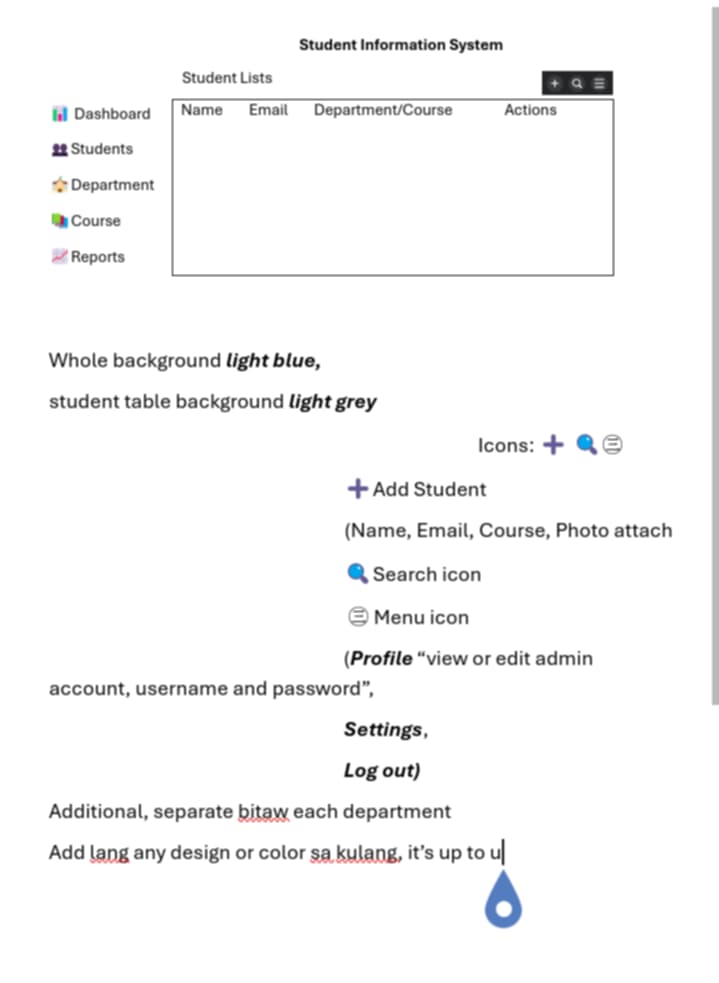 Student Information System
Student Lists
Dashboard
Name Email Department/Course Actions
Students
Department
Course
Reports
Whole background light blue,
student table background light grey
Icons:
Add Student
(Name, Email, Course, Photo attach
Search icon
Menu icon
(Profile “view or edit admin
account, username and password”,
Settings,
Log out)
Additional, separate bitaw each department
Add lang any design or color sa kulang, it’s up to u